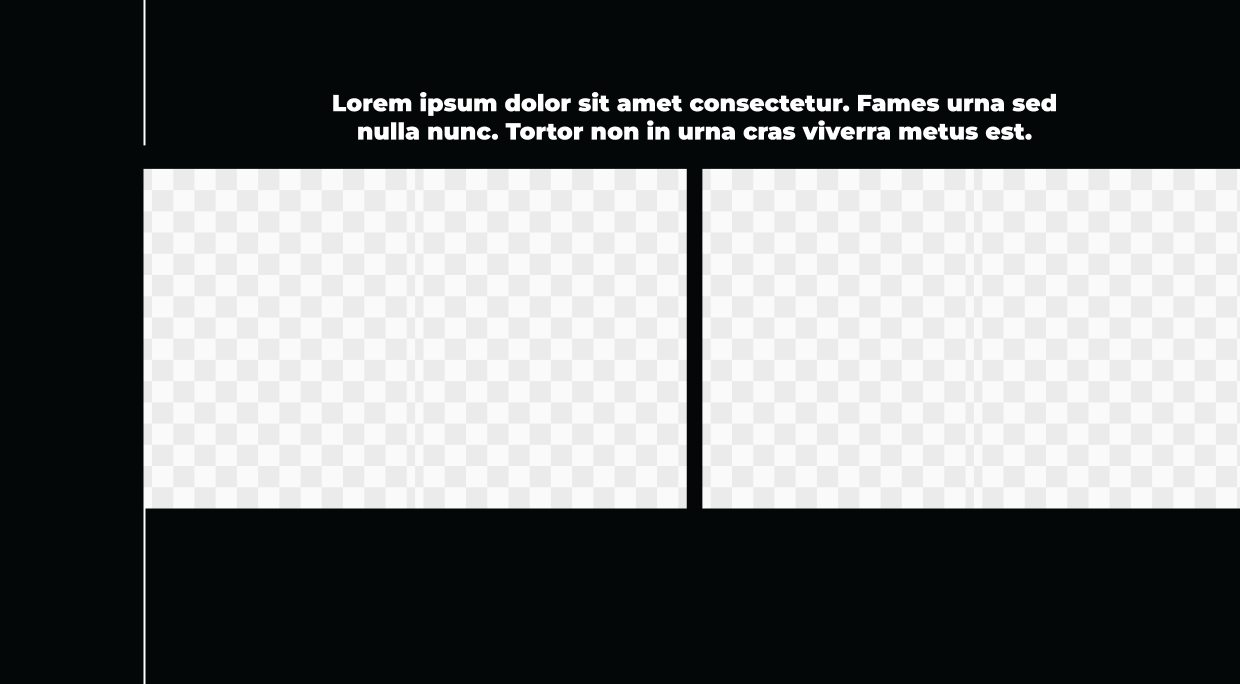 Lorem ipsum dolor sit amet consectetur. Fames urna sed
nulla nunc. Tortor non in urna cras viverra metus est.